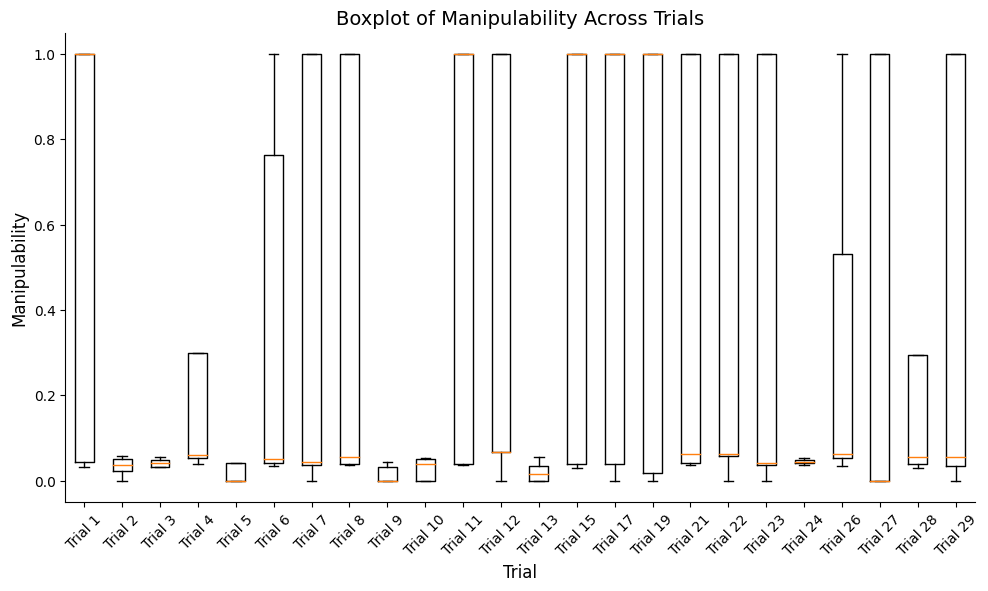 Boxplot of Manipulability Across Trials
Manipulability
1.0
0.8
0.6
0.4
0.2
0.0
Trial 1
Trial 2
Trial 3
Trial 4
Trial 5
Trial 6
Trial 7
Trial 8
Trial 9
Trial 10
Trial 11
Trial 12
Trial 13
Trial 15
Trial 17
Trial 19
Trial 21
Trial 22
Trial 23
Trial 24
Trial 26
Trial 27
Trial 28
Trial 29
Trial